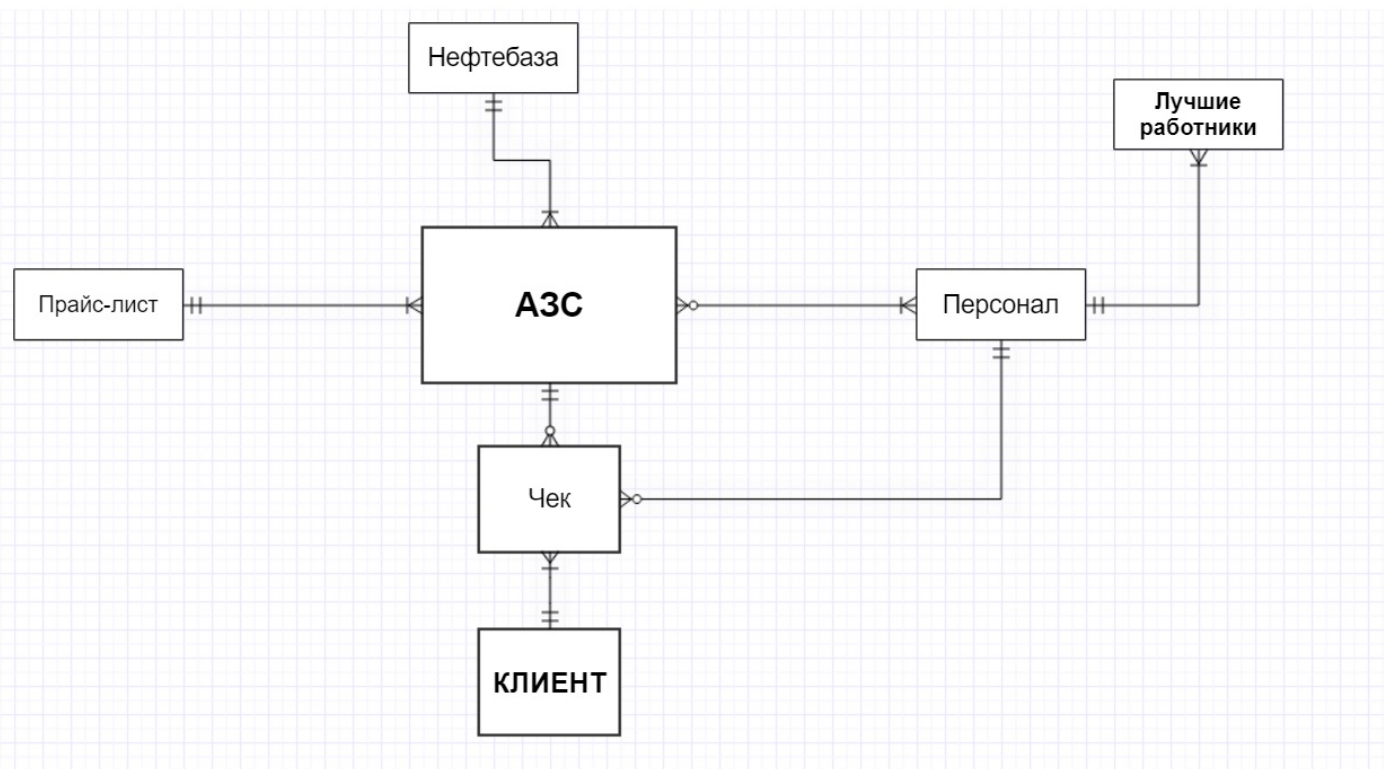 Нефтебаза
Лучшие
работники
Прайс-лист
АЗС
Персонал
Чек
КЛИЕНТ